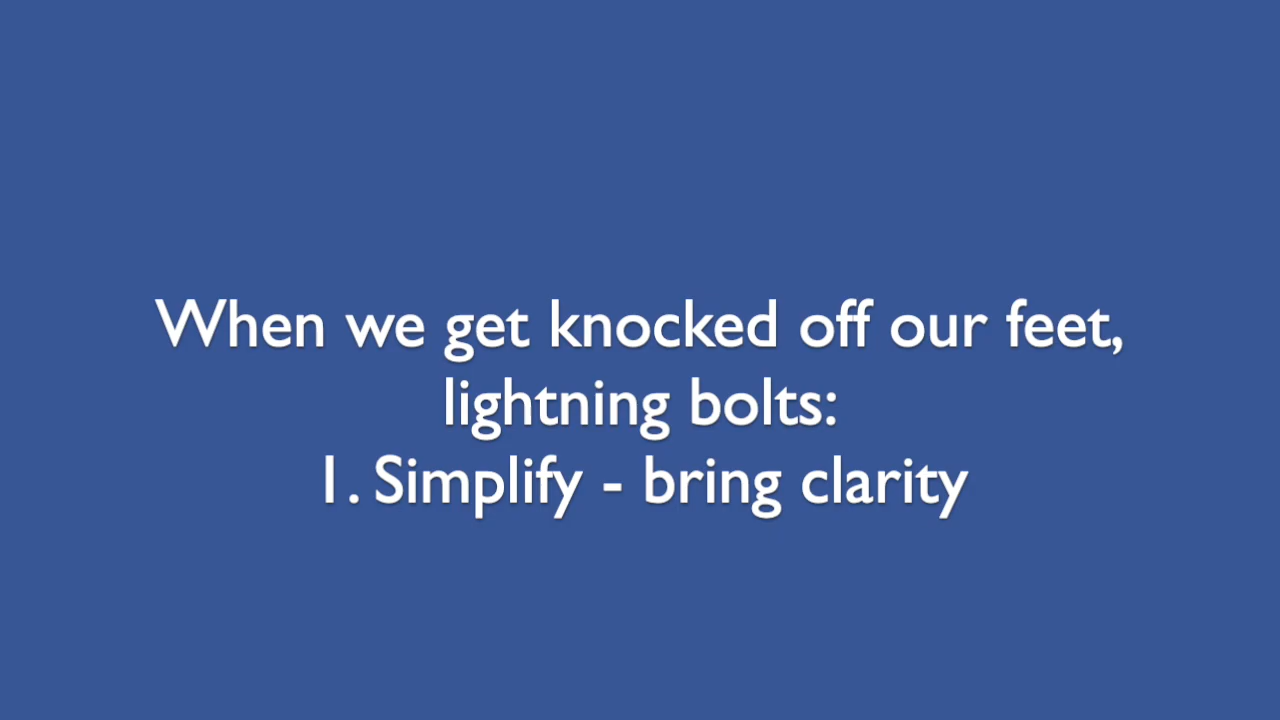 When we get knocked off our feet,
lightning bolts:
1. Simplify - bring clarity